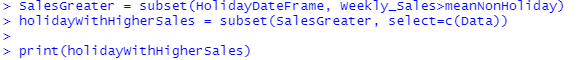 > SalesGreater = subset(HolidayDateFrame, Weekly_Sales>meanNonHoliday)
> holidayWithHigherSales = subset(SalesGreater, select=c(Data))
>
> print(holidayWithHigherSales)